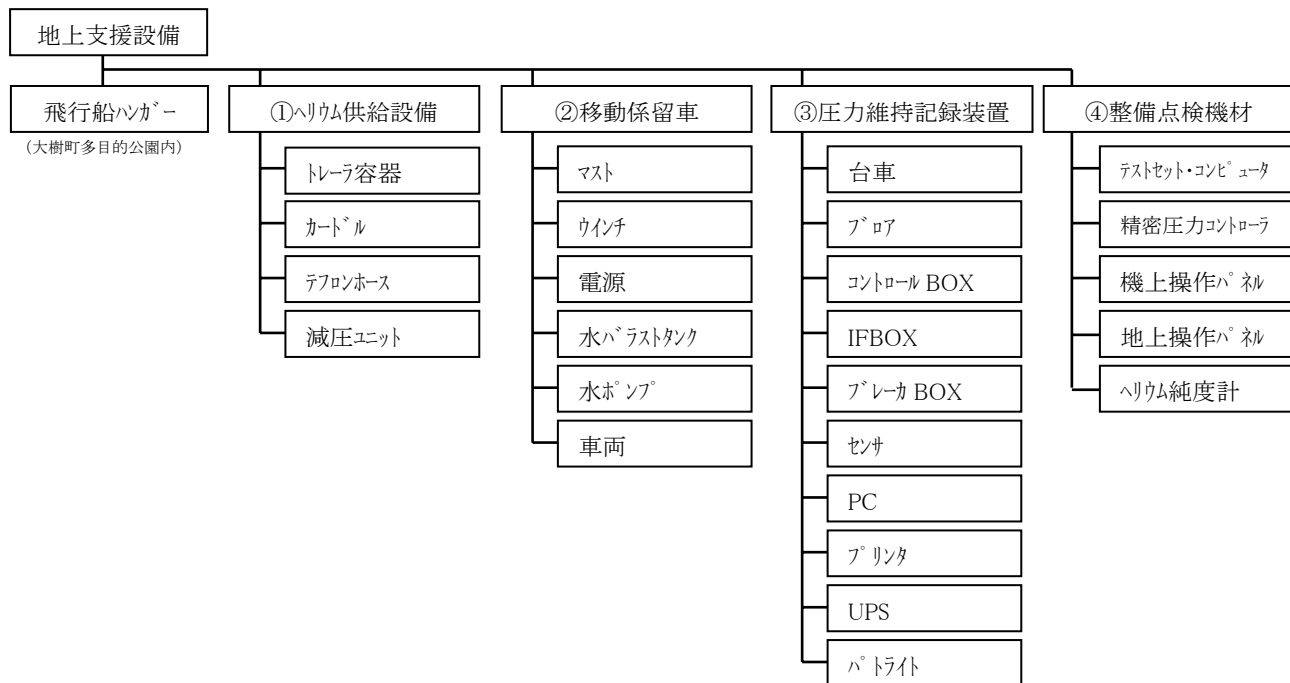 地上支援設備
飛行船ﾊﾝｶﾞｰ
(大樹町多目的公園内)
①ﾍﾘｳﾑ供給設備
ﾄﾚｰﾗ容器
ｶｰﾄﾞﾙ
ﾃﾌﾛﾝﾎｰｽ
減圧ﾕﾆｯﾄ
②移動係留車
ﾏｽﾄ
ｳｲﾝﾁ
電源
水ﾊﾞﾗｽﾄﾀﾝｸ
水ﾎﾟﾝﾌﾟ
車両
③圧力維持記録装置
台車
ﾌﾞﾛｱ
ｺﾝﾄﾛｰﾙ BOX
IFBOX
ﾌﾞﾚｰｶ BOX
ｾﾝｻ
PC
ﾌﾟﾘﾝﾀ
UPS
ﾊﾟﾄﾗｲﾄ
④整備点検機材
ﾃｽﾄｾｯﾄ・ｺﾝﾋﾟｭｰﾀ
精密圧力ｺﾝﾄﾛｰﾗ
機上操作ﾊﾟﾈﾙ
地上操作ﾊﾟﾈﾙ
ﾍﾘｳﾑ純度計